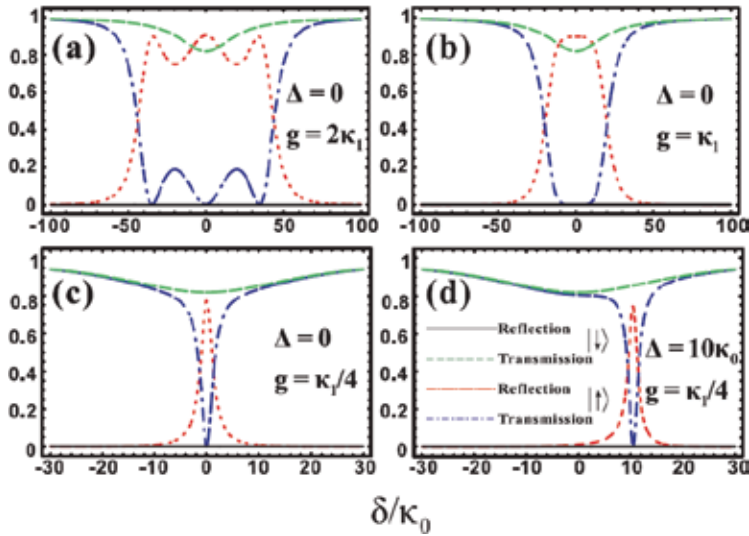 1
0.8
0.6
0.4
0.2
0
(a)
Δ = 0
g = 2κ₁
-100
-50
0
50
100
1
0.8
0.6
0.4
0.2
0
(b)
Δ = 0
g = κ₁
-100
-50
0
50
100
1
0.8
0.6
0.4
0.2
0
(c)
Δ = 0
g = κ₁/4
-30
-20
-10
0
10
20
30
1
0.8
0.6
0.4
0.2
0
(d)
Reflection
|↓⟩
Transmission
Δ = 10κ₀
Reflection
|↑⟩
g = κ₁/4
Transmission
-30
-20
-10
0
10
20
30
δ/κ₀